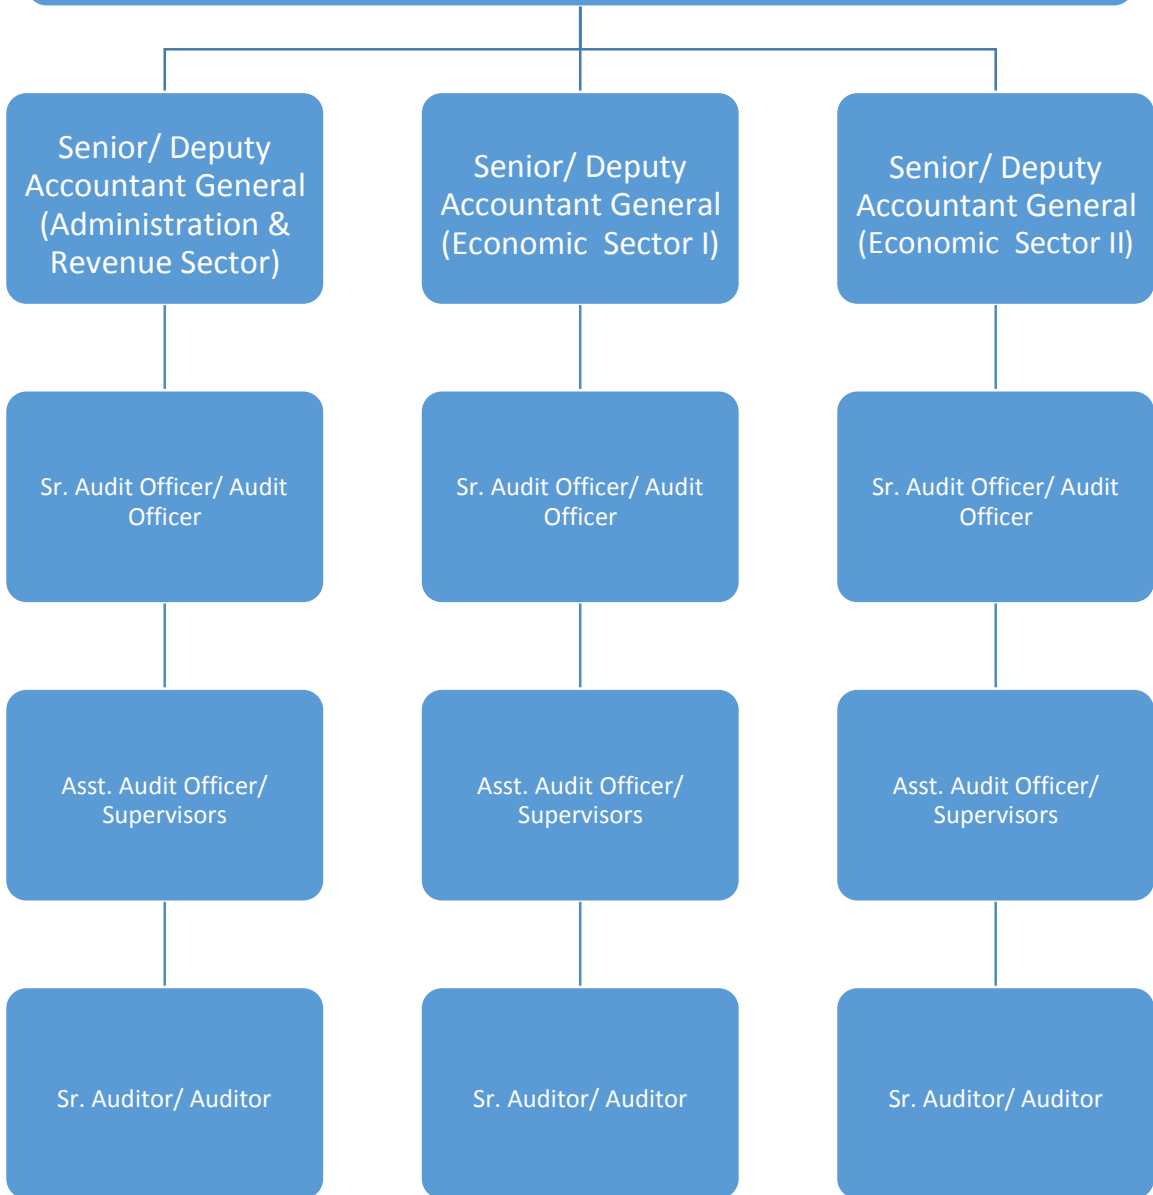 Senior/ Deputy
Accountant General
(Administration &
Revenue Sector)
Senior/ Deputy
Accountant General
(Economic  Sector I)
Senior/ Deputy
Accountant General
(Economic  Sector II)
Sr. Audit Officer/ Audit
Officer
Sr. Audit Officer/ Audit
Officer
Sr. Audit Officer/ Audit
Officer
Asst. Audit Officer/
Supervisors
Asst. Audit Officer/
Supervisors
Asst. Audit Officer/
Supervisors
Sr. Auditor/ Auditor
Sr. Auditor/ Auditor
Sr. Auditor/ Auditor